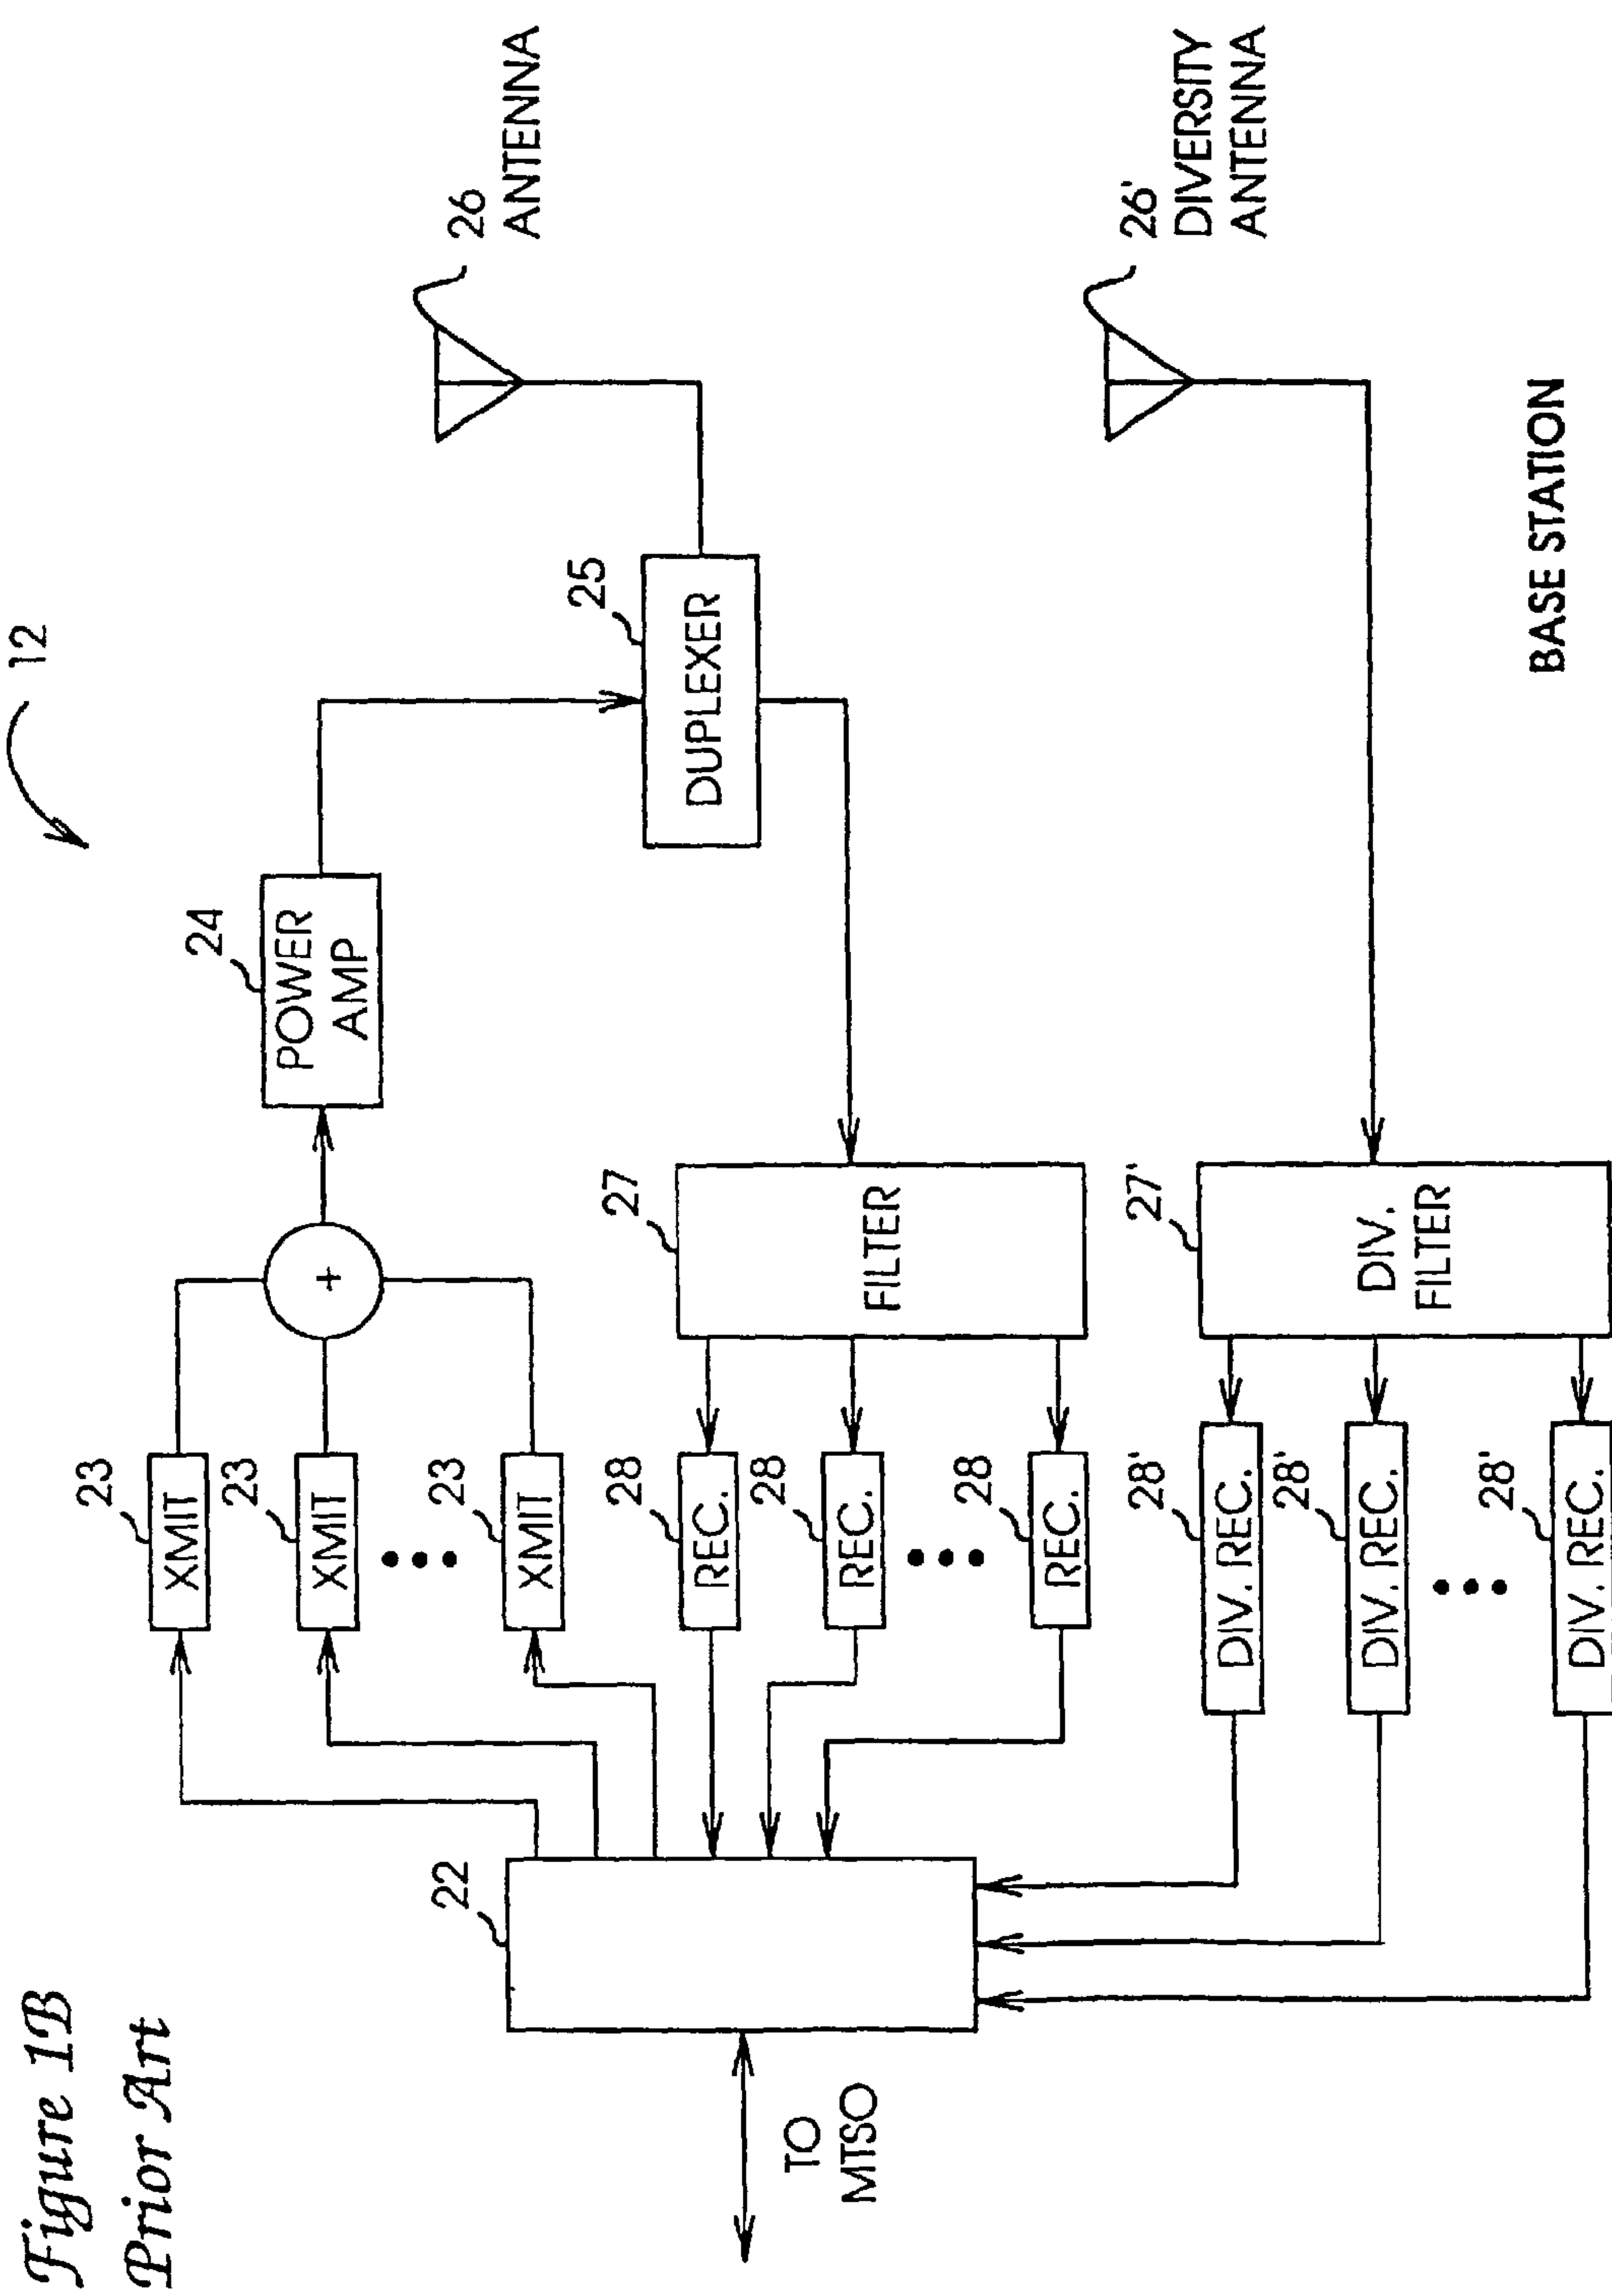 Figure 1B
Prior Art
12
TO
MTSO
22
23
XMIT
23
XMIT
23
XMIT
+
24
POWER
AMP
25
DUPLEXER
26
ANTENNA
28
REC.
28
REC.
28
REC.
27
FILTER
28'
DIV. REC.
28'
DIV. REC.
28'
DIV. REC.
27'
DIV.
FILTER
26'
DIVERSITY
ANTENNA
BASE STATION